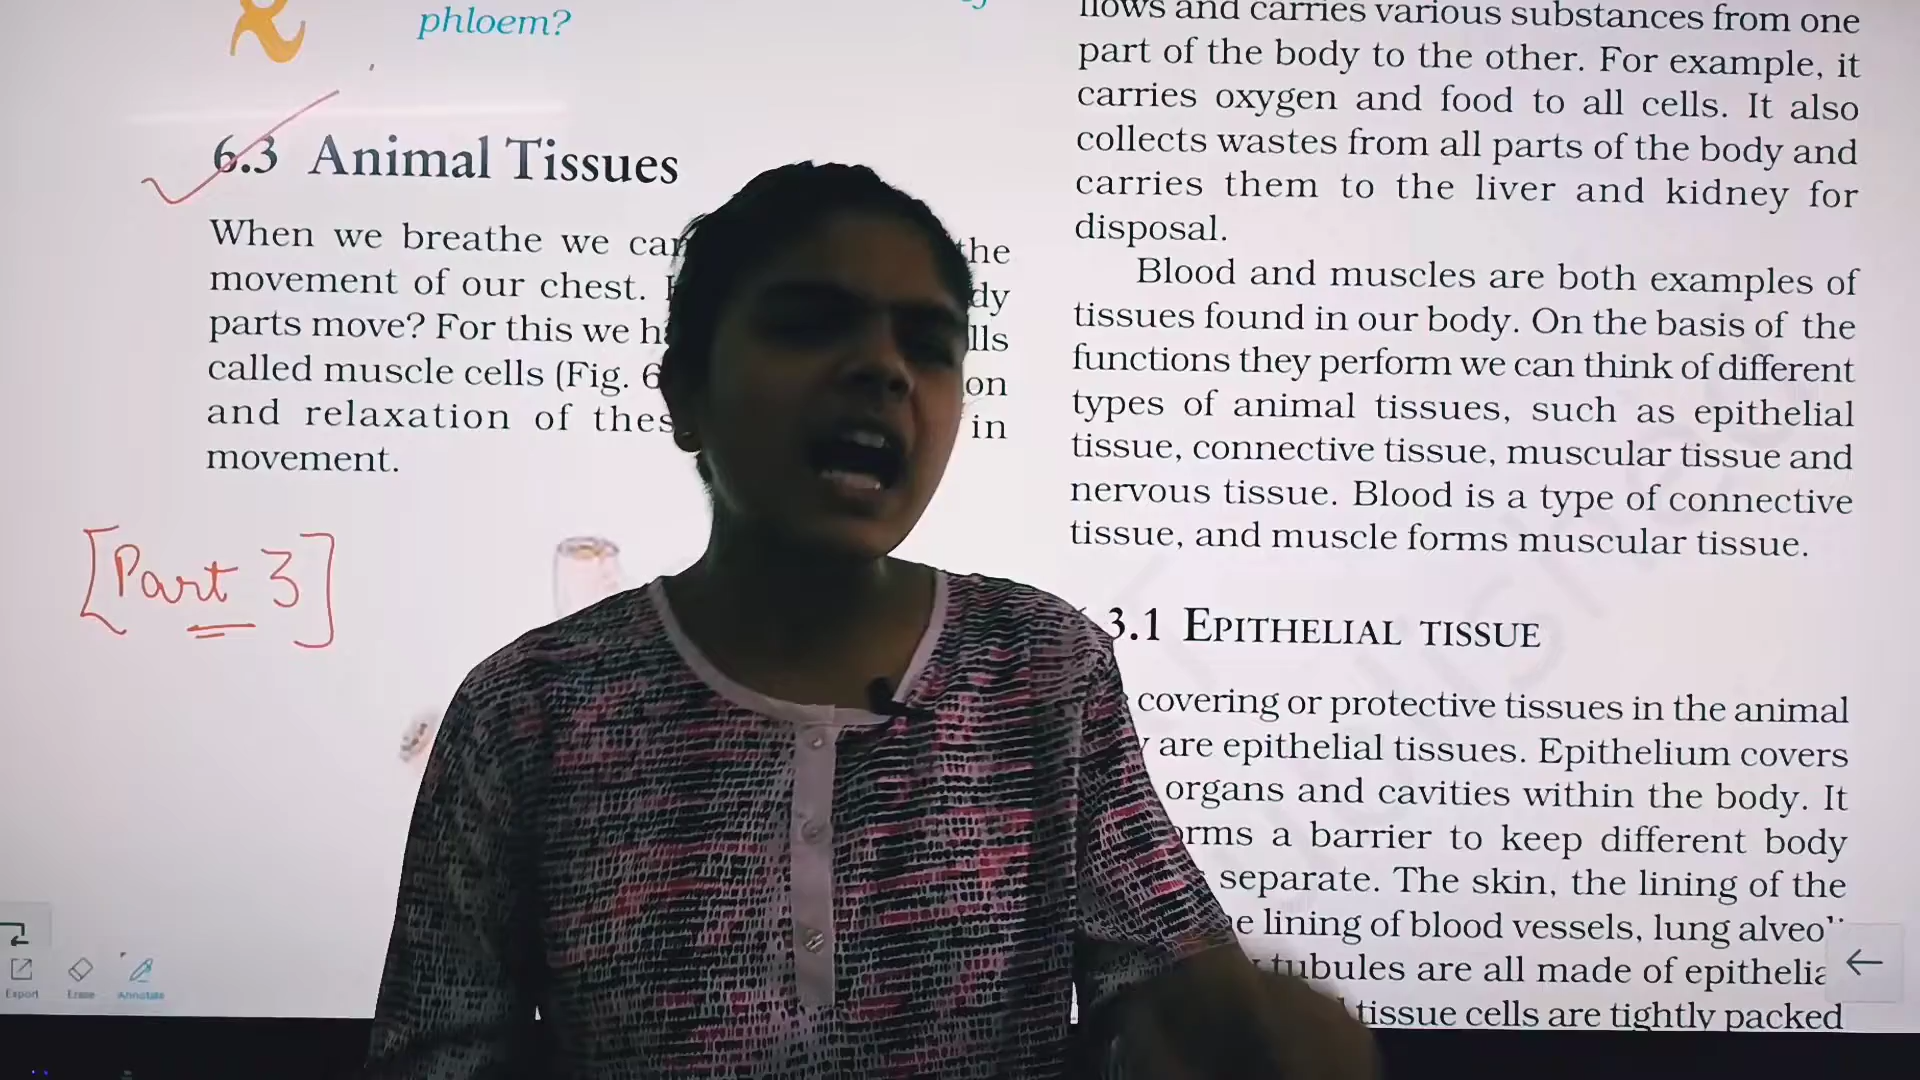 phloem?
6.3 Animal Tissues
When we breathe we can the
movement of our chest.
parts move? For this we
called muscle cells (Fig. on
and relaxation of in
movement.
[Part 3]
flows and carries various substances from one
part of the body to the other. For example, it
carries oxygen and food to all cells. It also
collects wastes from all parts of the body and
carries them to the liver and kidney for
disposal.
Blood and muscles are both examples of
tissues found in our body. On the basis of the
functions they perform we can think of different
types of animal tissues, such as epithelial
tissue, connective tissue, muscular tissue and
nervous tissue. Blood is a type of connective
tissue, and muscle forms muscular tissue.
3.1 EPITHELIAL TISSUE
covering or protective tissues in the animal
are epithelial tissues. Epithelium covers
organs and cavities within the body. It
a barrier to keep different body
separate. The skin, the lining of the
lining of blood vessels, lung
tubules are all made of
tissue cells are tightly packed
Export Erase Annotate